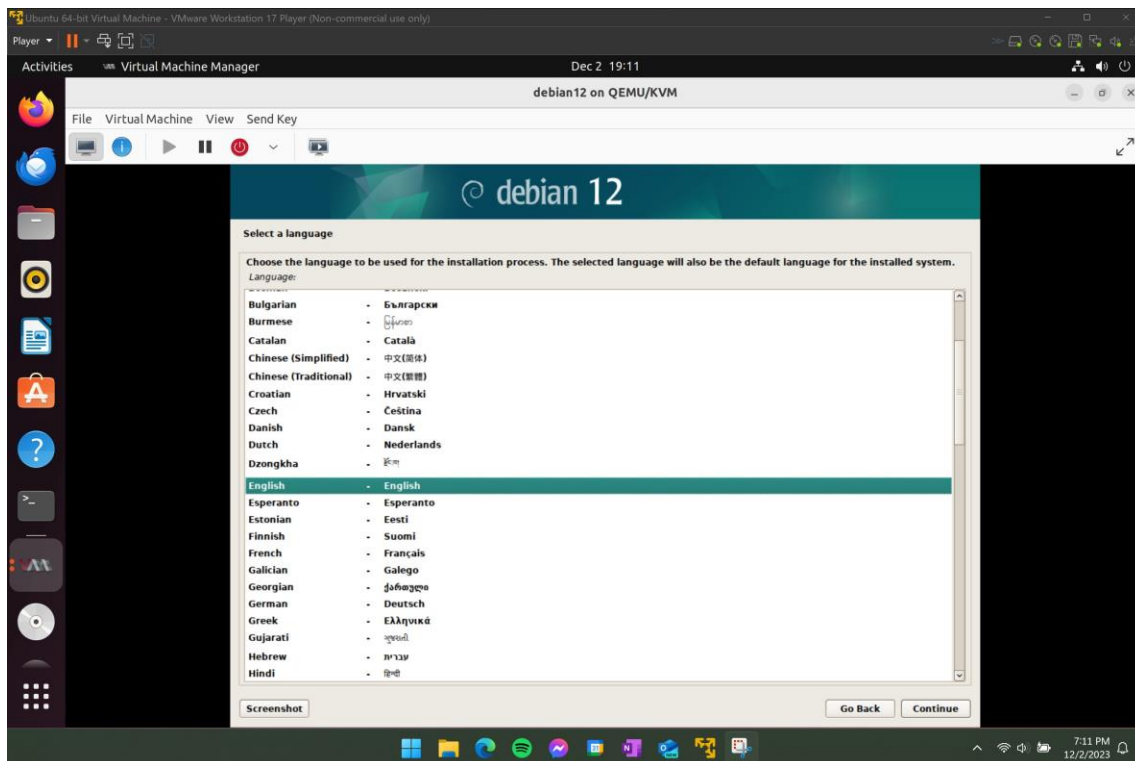 Ubuntu 64-bit Virtual Machine - VMware Workstation 17 Player (Non-commercial use only)
Player
Activities Virtual Machine Manager Dec 2 19:11
debian12 on QEMU/KVM
File Virtual Machine View Send Key
debian 12
Select a language
Choose the language to be used for the installation process. The selected language will also be the default language for the installed system.
Language:
Bulgarian - Български
Burmese - မြန်မာစာ
Catalan - Català
Chinese (Simplified) - 中文(简体)
Chinese (Traditional) - 中文(繁體)
Croatian - Hrvatski
Czech - Čeština
Danish - Dansk
Dutch - Nederlands
Dzongkha - རྫོང་ཁ།
English - English
Esperanto - Esperanto
Estonian - Eesti
Finnish - Suomi
French - Français
Galician - Galego
Georgian - ქართული
German - Deutsch
Greek - Ελληνικά
Gujarati - ગુજરાતી
Hebrew - עברית
Hindi - हिन्दी
Screenshot Go Back Continue
7:11 PM
12/2/2023